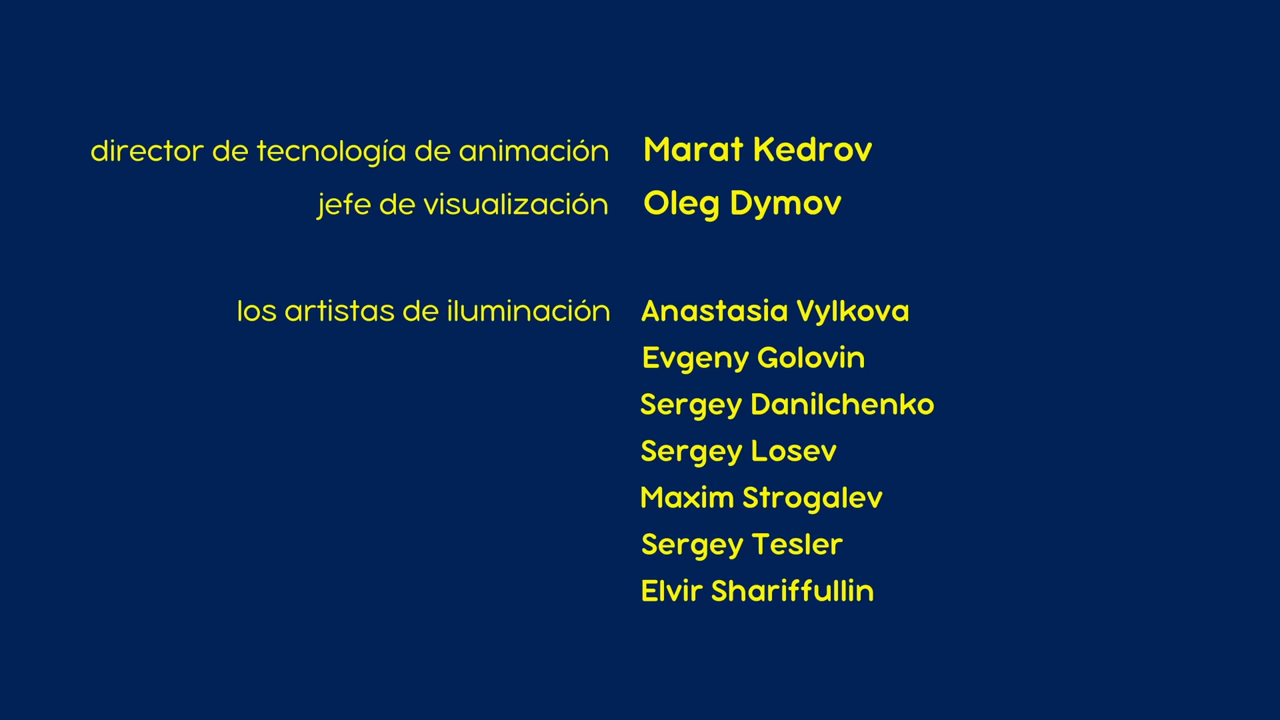 director de tecnología de animación Marat Kedrov
jefe de visualización Oleg Dymov
los artistas de iluminación Anastasia Vylkova
Evgeny Golovin
Sergey Danilchenko
Sergey Losev
Maxim Strogalev
Sergey Tesler
Elvir Shariffullin